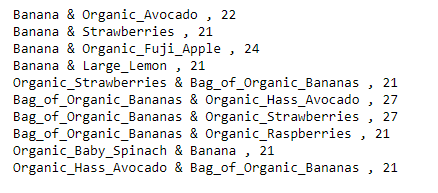 Banana & Organic_Avocado , 22
Banana & Strawberries , 21
Banana & Organic_Fuji_Apple , 24
Banana & Large_Lemon , 21
Organic_Strawberries & Bag_of_Organic_Bananas , 21
Bag_of_Organic_Bananas & Organic_Hass_Avocado , 27
Bag_of_Organic_Bananas & Organic_Strawberries , 27
Bag_of_Organic_Bananas & Organic_Raspberries , 21
Organic_Baby_Spinach & Banana , 21
Organic_Hass_Avocado & Bag_of_Organic_Bananas , 21